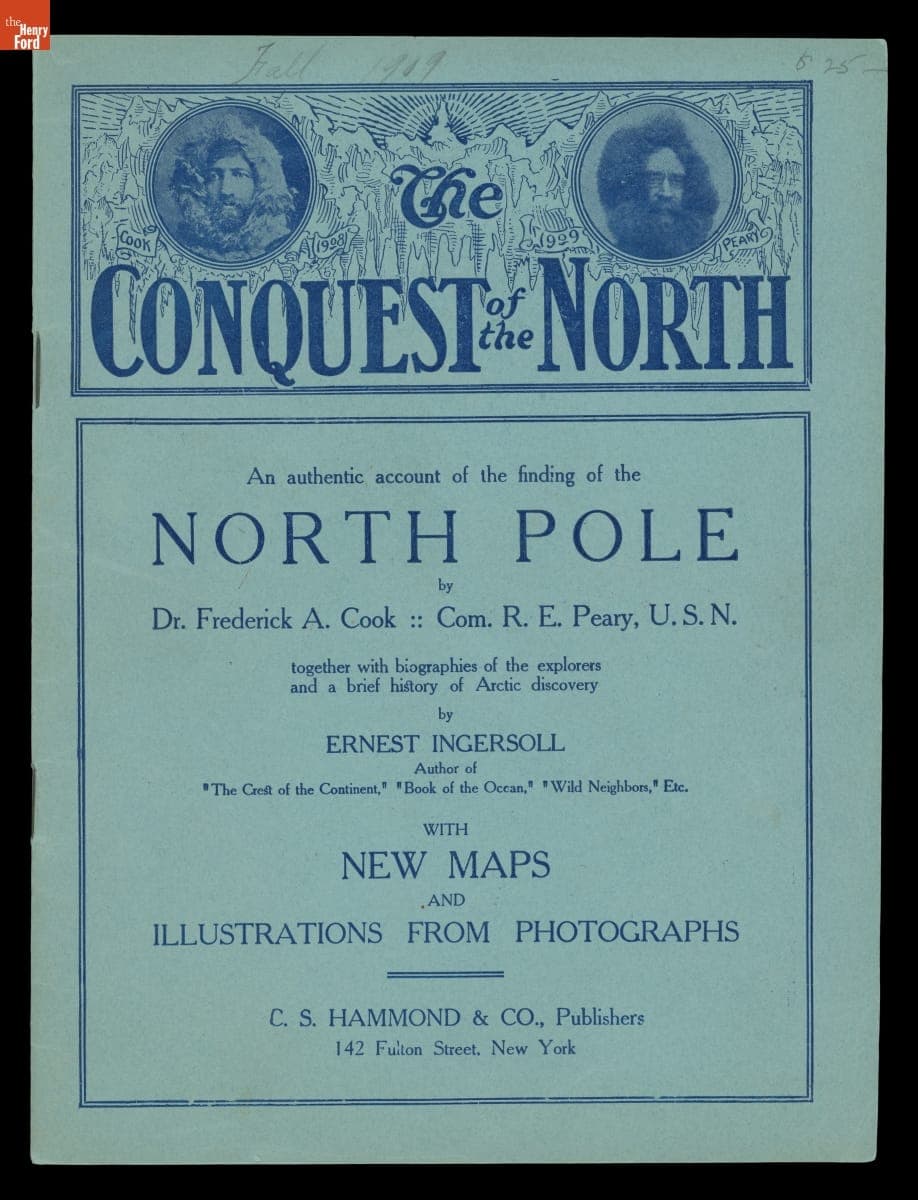 the
Henry
Ford
Fall 1909
25
The
COOK
1908
1909
PEARY
CONQUEST of the NORTH
An authentic account of the finding of the
NORTH POLE
by
Dr. Frederick A. Cook :: Com. R. E. Peary, U. S. N.
together with biographies of the explorers
and a brief history of Arctic discovery
by
ERNEST INGERSOLL
Author of
"The Crest of the Continent," "Book of the Ocean," "Wild Neighbors," Etc.
WITH
NEW MAPS
AND
ILLUSTRATIONS FROM PHOTOGRAPHS
C. S. HAMMOND & CO., Publishers
142 Fulton Street, New York